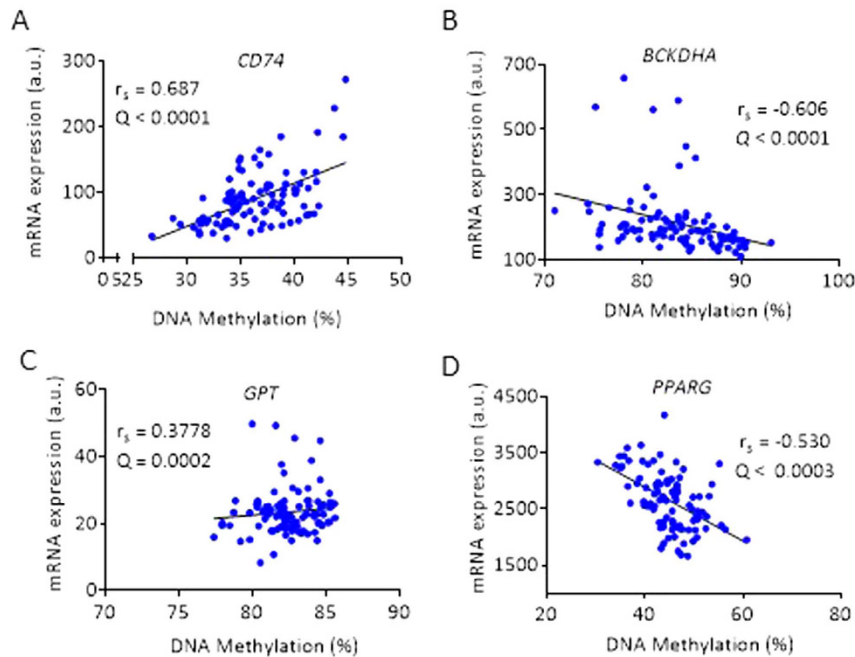 A
CD74
mRNA expression (a.u.)
300
200
100
0
r_s = 0.687
Q < 0.0001
0 5 25 30 35 40 45 50
DNA Methylation (%)
B
BCKDHA
mRNA expression (a.u.)
700
500
300
100
r_s = -0.606
Q < 0.0001
70 80 90 100
DNA Methylation (%)
C
GPT
mRNA expression (a.u.)
60
40
20
0
r_s = 0.3778
Q = 0.0002
70 75 80 85 90
DNA Methylation (%)
D
PPARG
mRNA expression (a.u.)
4500
3500
2500
1500
r_s = -0.530
Q < 0.0003
20 40 60 80
DNA Methylation (%)